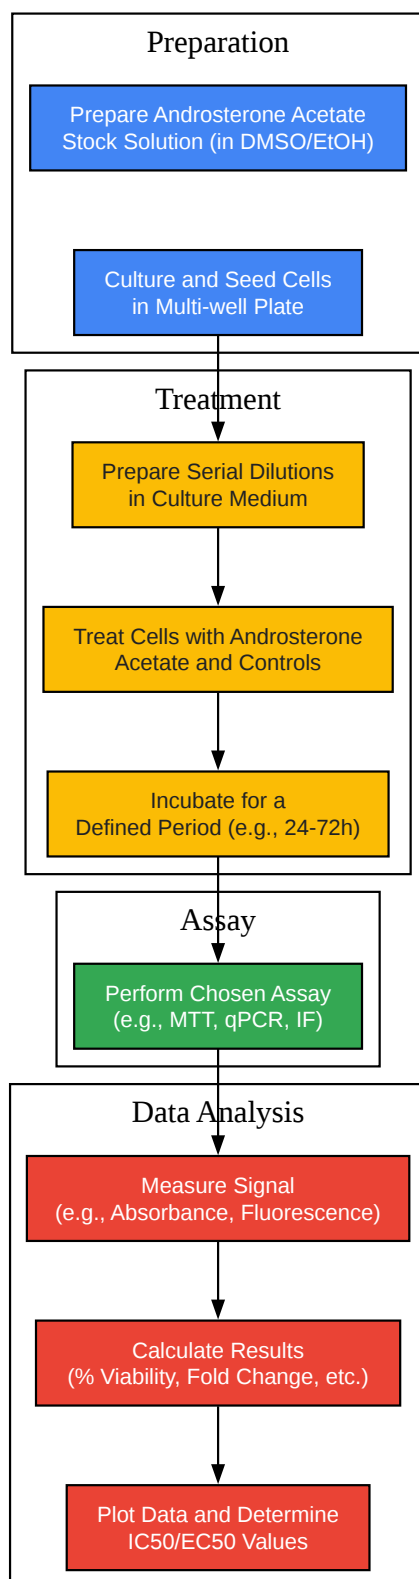 Preparation
Prepare Androsterone Acetate
Stock Solution (in DMSO/EtOH)
Culture and Seed Cells
in Multi-well Plate
Treatment
Prepare Serial Dilutions
in Culture Medium
Treat Cells with Androsterone
Acetate and Controls
Incubate for a
Defined Period (e.g., 24-72h)
Assay
Perform Chosen Assay
(e.g., MTT, qPCR, IF)
Data Analysis
Measure Signal
(e.g., Absorbance, Fluorescence)
Calculate Results
(% Viability, Fold Change, etc.)
Plot Data and Determine
IC50/EC50 Values